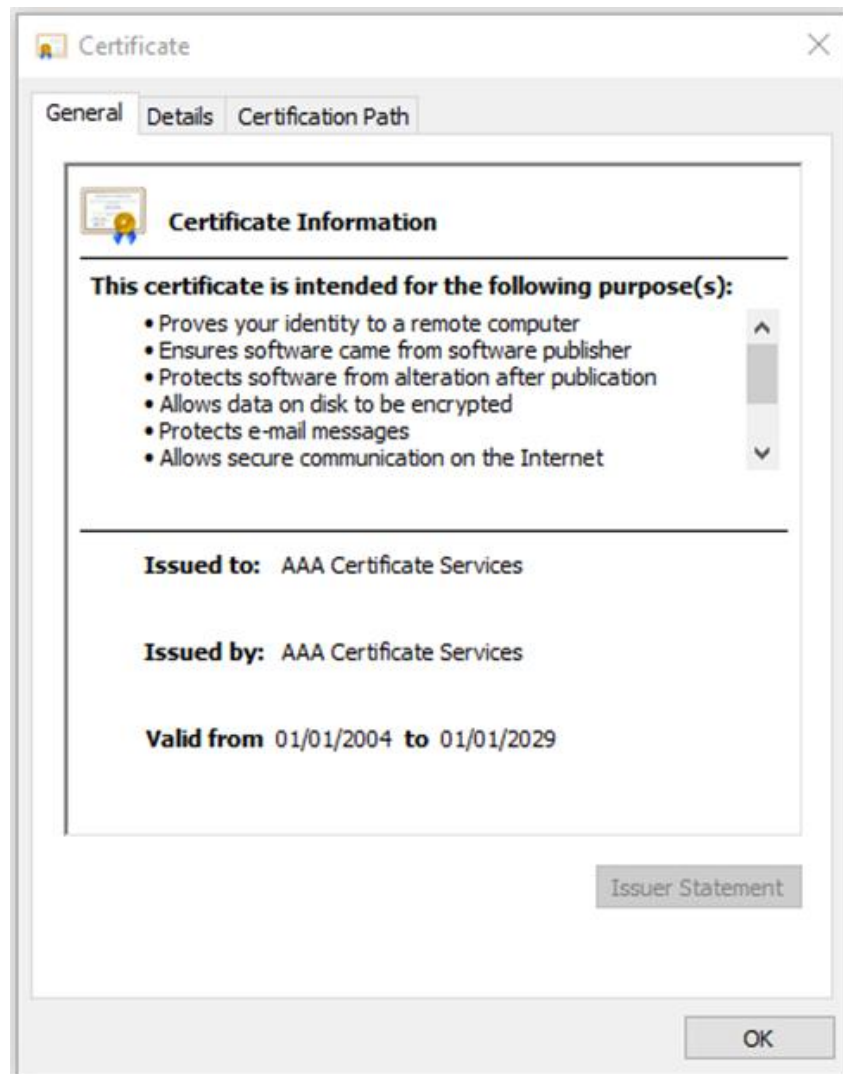 Certificate
General Details Certification Path
Certificate Information
This certificate is intended for the following purpose(s):
• Proves your identity to a remote computer
• Ensures software came from software publisher
• Protects software from alteration after publication
• Allows data on disk to be encrypted
• Protects e-mail messages
• Allows secure communication on the Internet
Issued to: AAA Certificate Services
Issued by: AAA Certificate Services
Valid from 01/01/2004 to 01/01/2029
Issuer Statement
OK